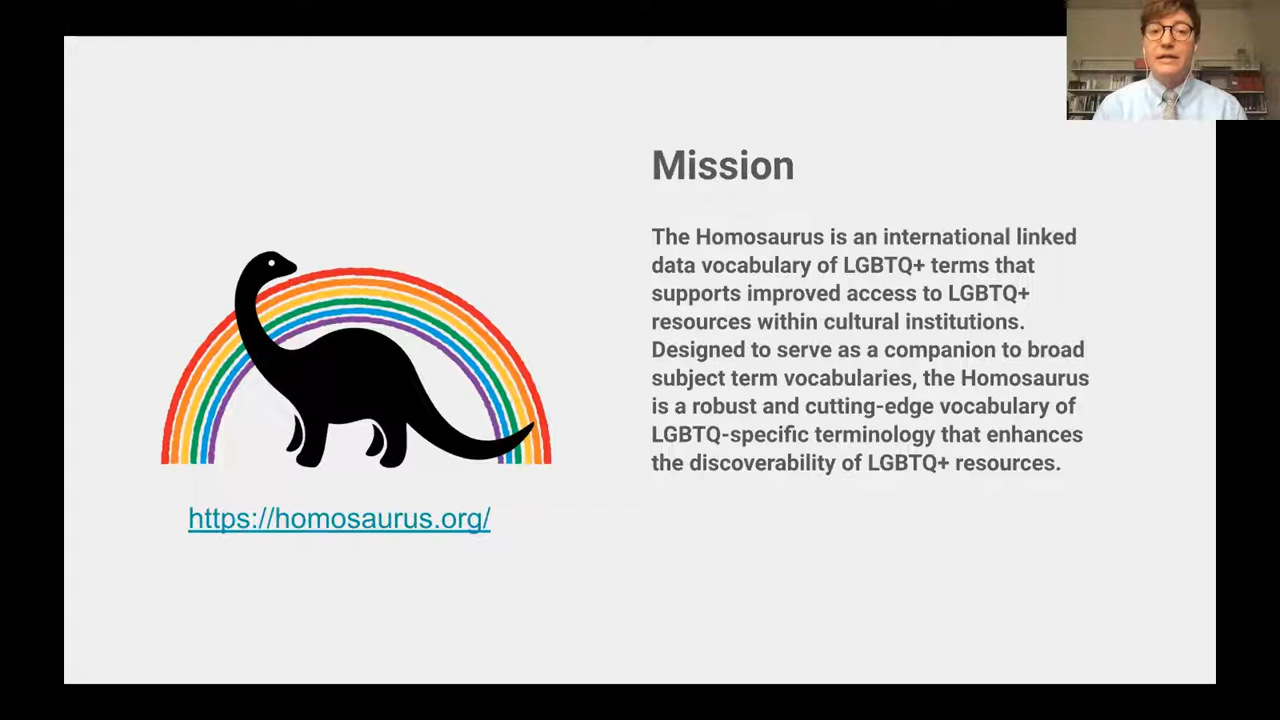 Mission
The Homosaurus is an international linked
data vocabulary of LGBTQ+ terms that
supports improved access to LGBTQ+
resources within cultural institutions.
Designed to serve as a companion to broad
subject term vocabularies, the Homosaurus
is a robust and cutting-edge vocabulary of
LGBTQ-specific terminology that enhances
the discoverability of LGBTQ+ resources.
https://homosaurus.org/